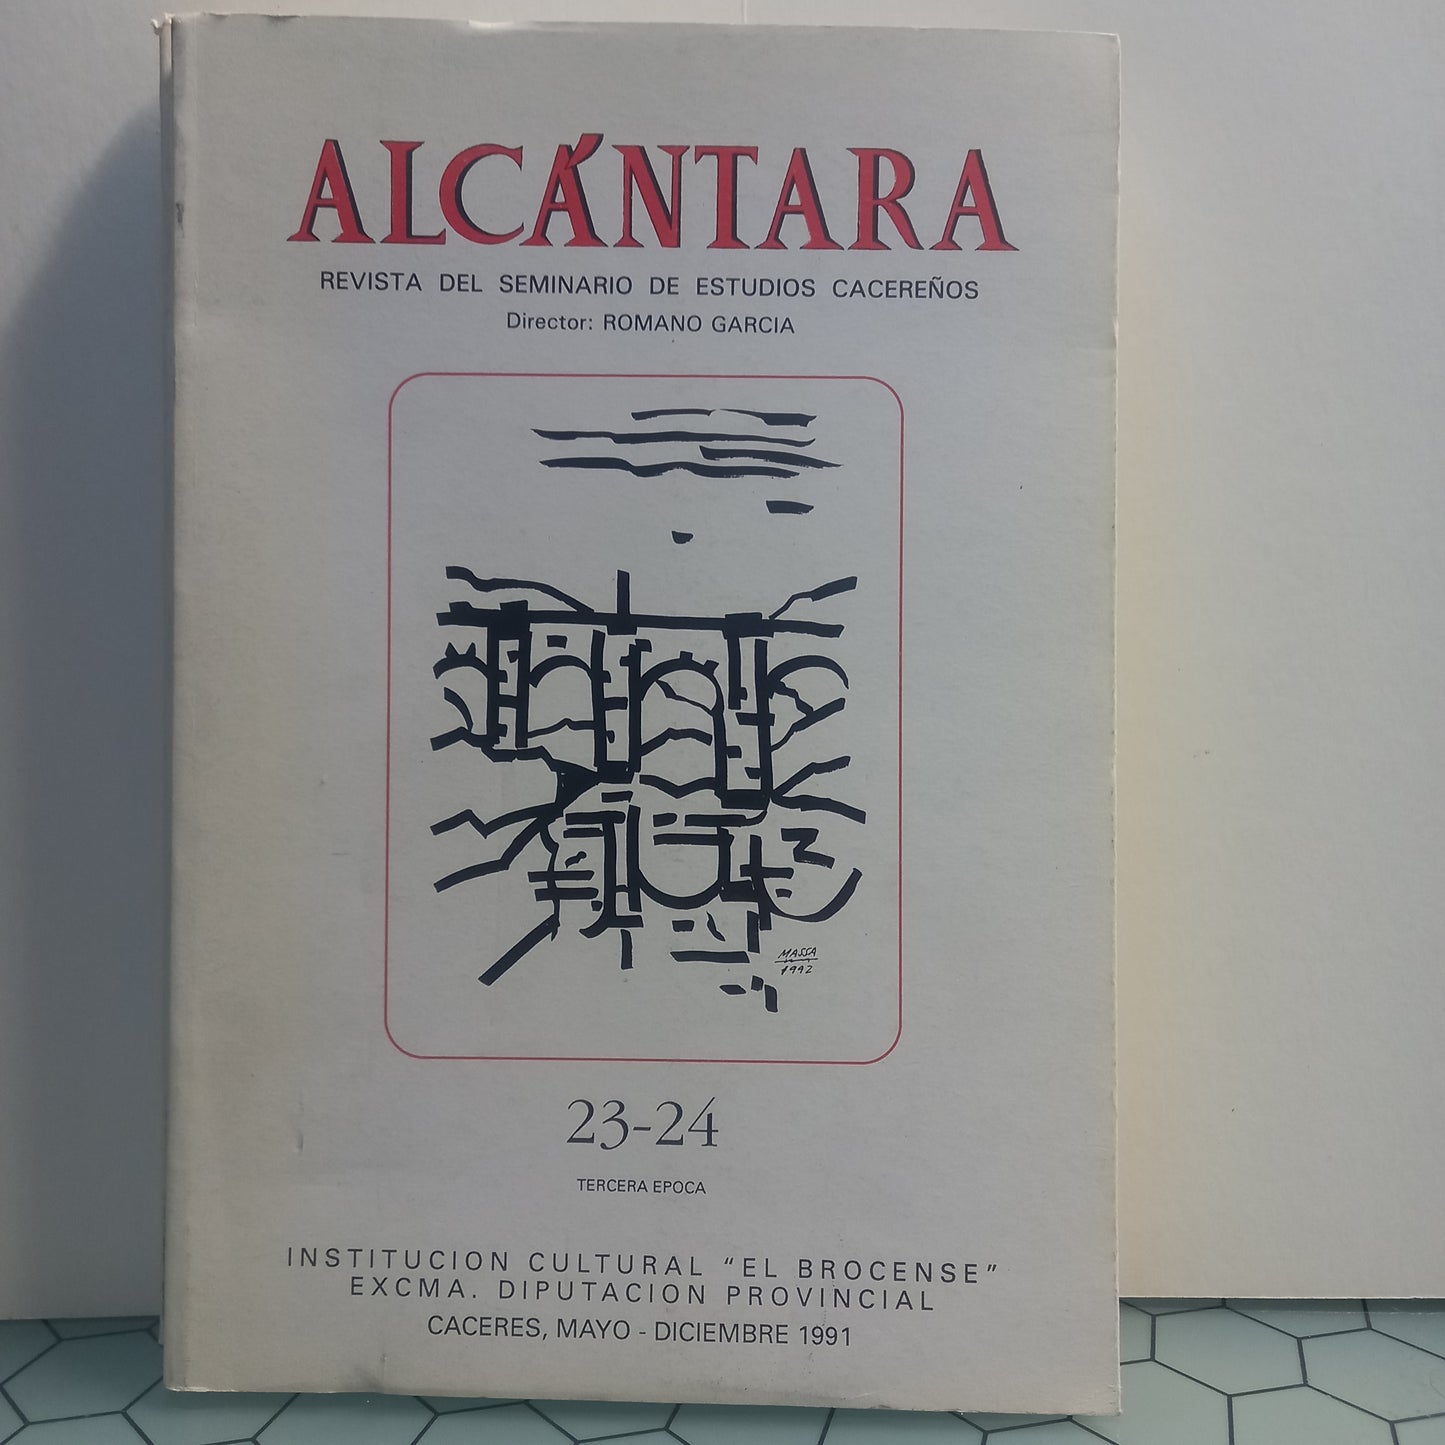 ALCÁNTARA
REVISTA DEL SEMINARIO DE ESTUDIOS CACEREÑOS
Director: ROMANO GARCIA
MASSA
1992
23-24
TERCERA EPOCA
INSTITUCION CULTURAL "EL BROCENSE"
EXCMA. DIPUTACION PROVINCIAL
CACERES, MAYO - DICIEMBRE 1991